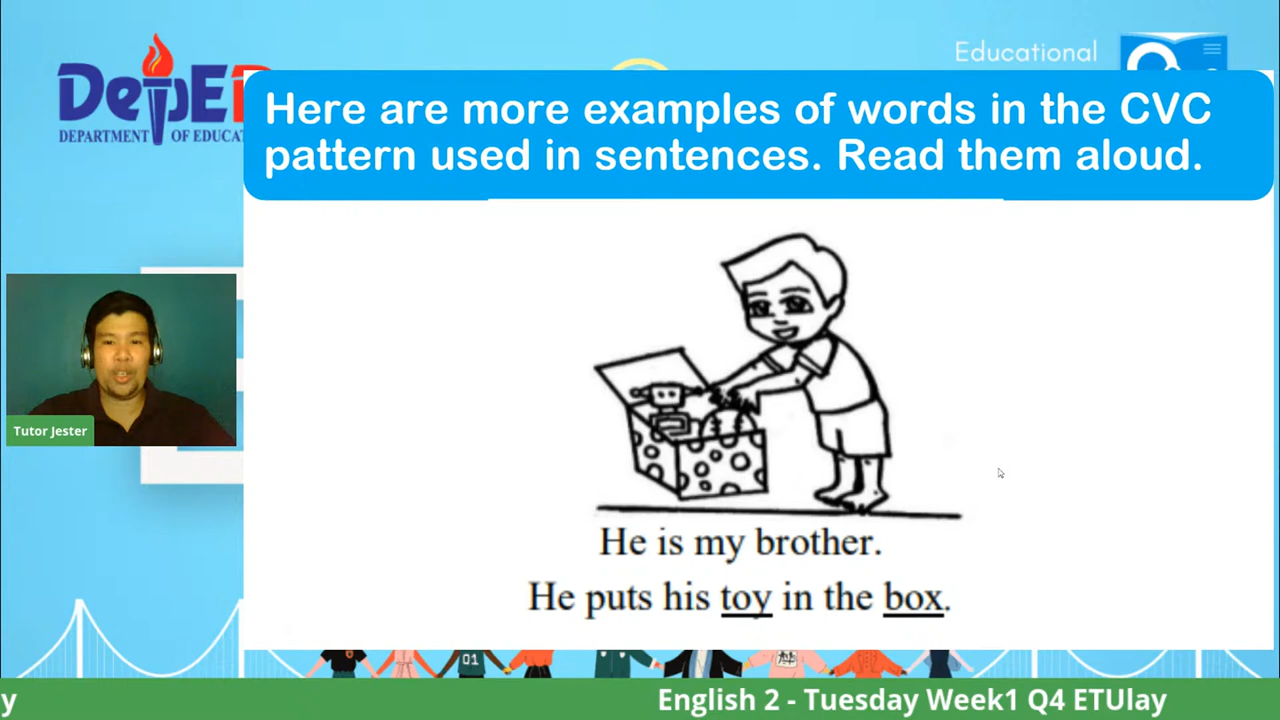 DepED
DEPARTMENT OF EDUCA
Educational
Here are more examples of words in the CVC
pattern used in sentences. Read them aloud.
Tutor Jester
He is my brother.
He puts his toy in the box.
01
y
English 2 - Tuesday Week1 Q4 ETUlay